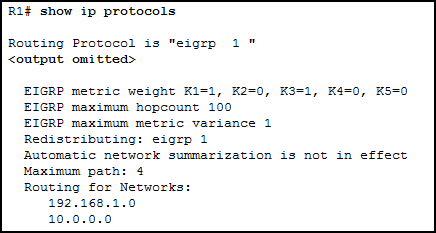 R1# show ip protocols
Routing Protocol is "eigrp  1 "
<output omitted>
EIGRP metric weight K1=1, K2=0, K3=1, K4=0, K5=0
EIGRP maximum hopcount 100
EIGRP maximum metric variance 1
Redistributing: eigrp 1
Automatic network summarization is not in effect
Maximum path: 4
Routing for Networks:
192.168.1.0
10.0.0.0